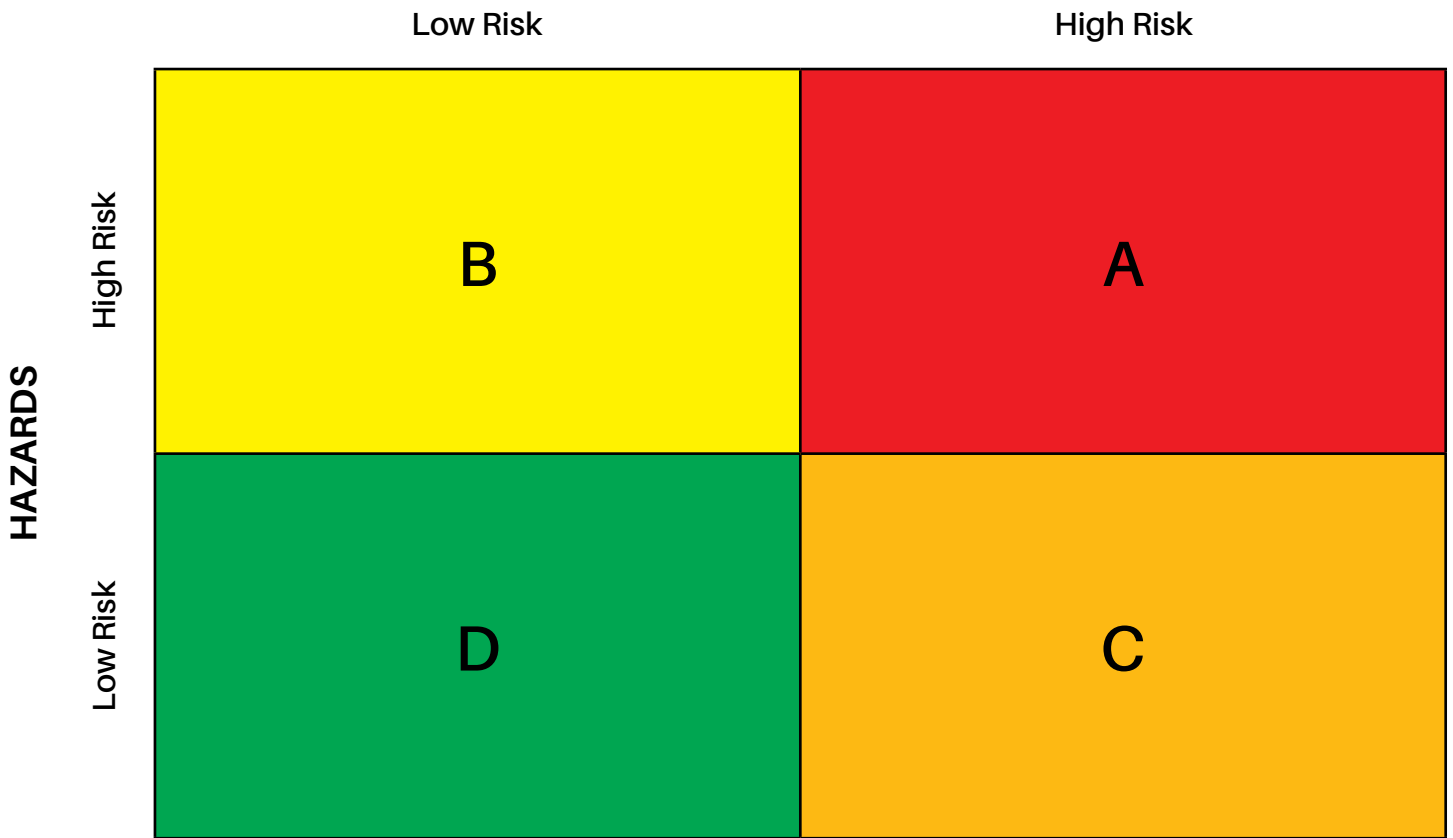 Low Risk High Risk
HAZARDS
High Risk
B A
Low Risk
D C